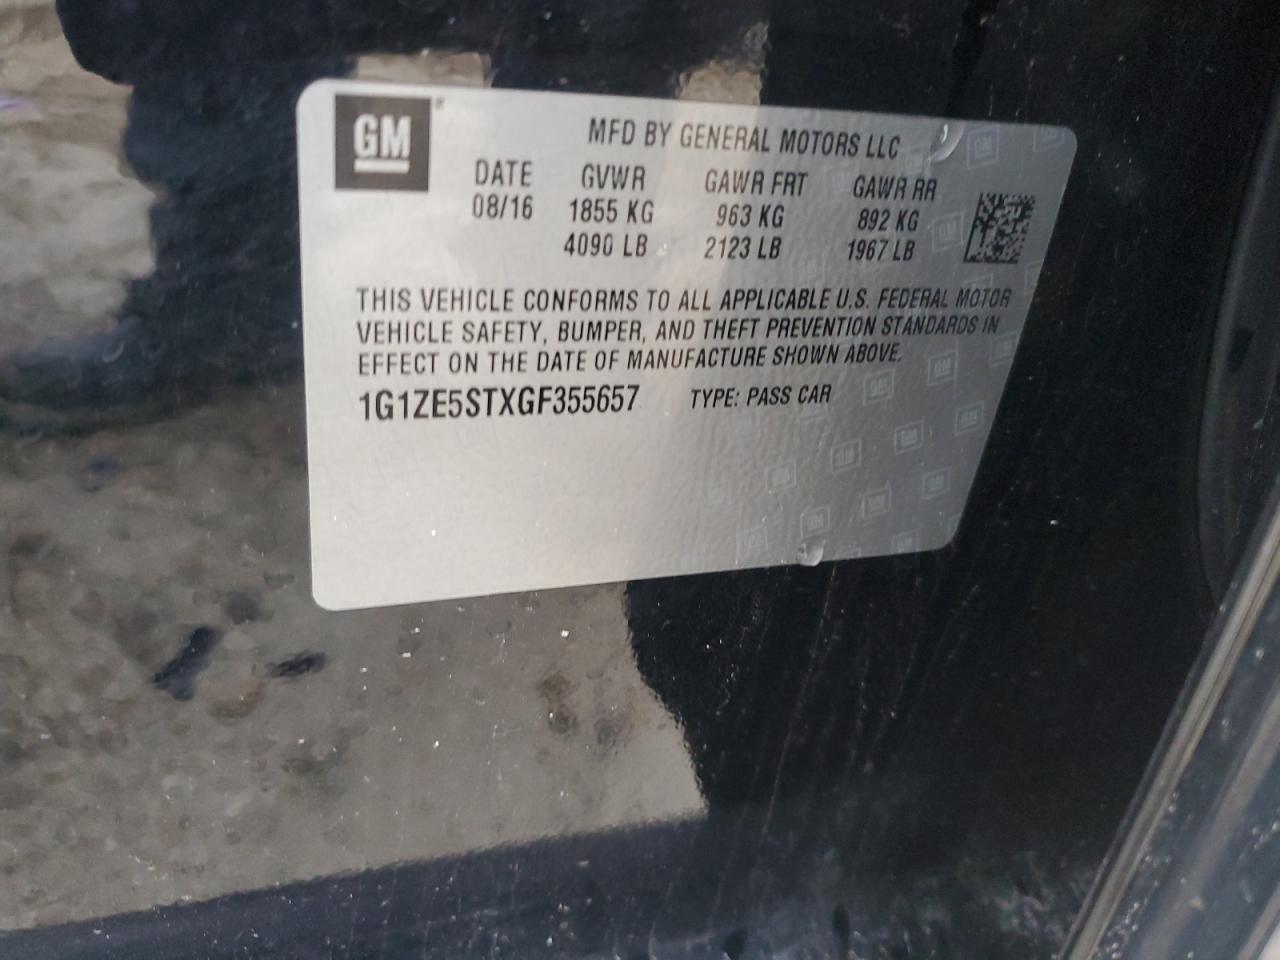 GM
MFD BY GENERAL MOTORS LLC
DATE GVWR GAWR FRT GAWR RR
08/16 1855 KG 963 KG 892 KG
4090 LB 2123 LB 1967 LB
THIS VEHICLE CONFORMS TO ALL APPLICABLE U.S. FEDERAL MOTOR
VEHICLE SAFETY, BUMPER, AND THEFT PREVENTION STANDARDS IN
EFFECT ON THE DATE OF MANUFACTURE SHOWN ABOVE.
1G1ZE5STXGF355657 TYPE: PASS CAR